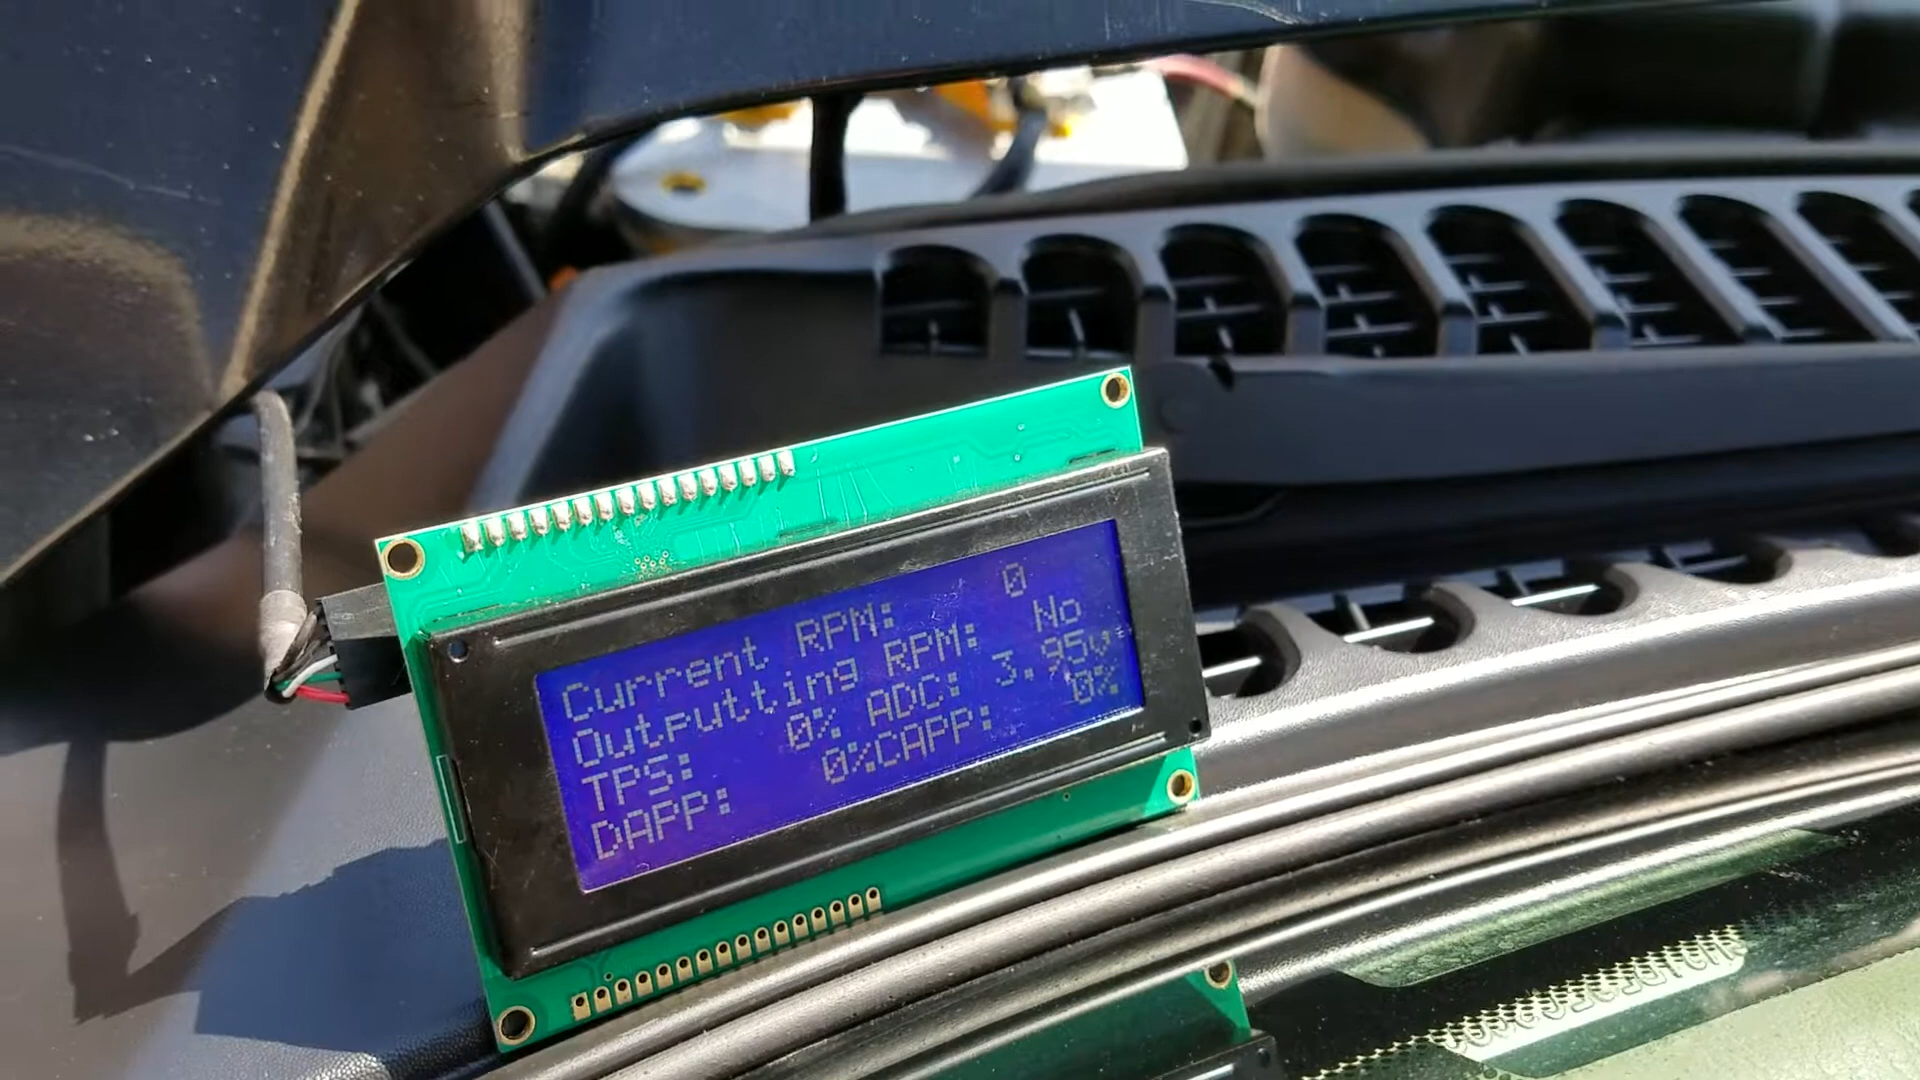 Current RPM: 0
Outputting RPM: No
TPS: 0% ADC: 3.95v
DAPP: 0%CAPP: 0%